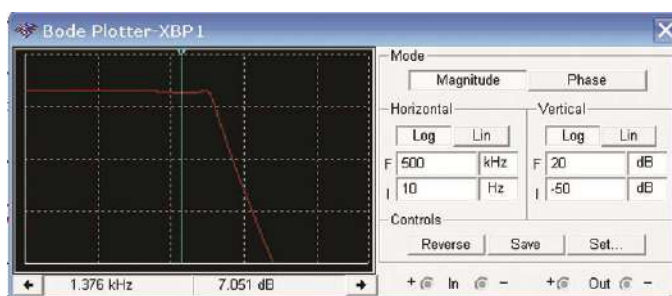 Bode Plotter-XBP1
Mode
Magnitude Phase
Horizontal Vertical
Log Lin Log Lin
F 500 kHz F 20 dB
I 10 Hz I -50 dB
Controls
Reverse Save Set...
1.376 kHz 7.051 dB + In - + Out -